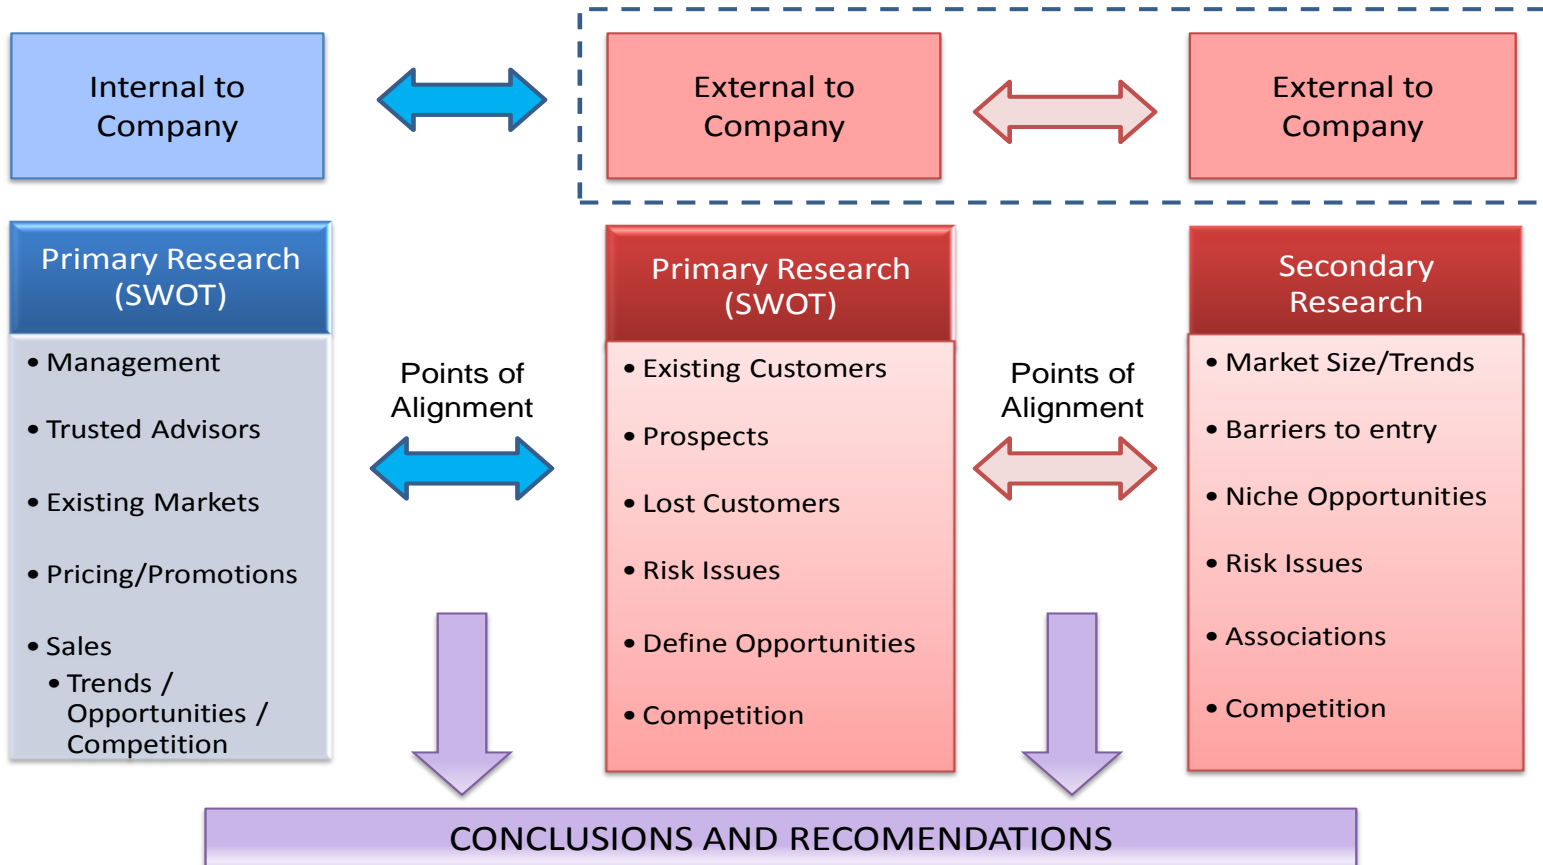 Internal to
Company
External to
Company
External to
Company
Primary Research
(SWOT)
• Management
• Trusted Advisors
• Existing Markets
• Pricing/Promotions
• Sales
• Trends /
Opportunities /
Competition
Points of
Alignment
Primary Research
(SWOT)
• Existing Customers
• Prospects
• Lost Customers
• Risk Issues
• Define Opportunities
• Competition
Points of
Alignment
Secondary
Research
• Market Size/Trends
• Barriers to entry
• Niche Opportunities
• Risk Issues
• Associations
• Competition
CONCLUSIONS AND RECOMENDATIONS